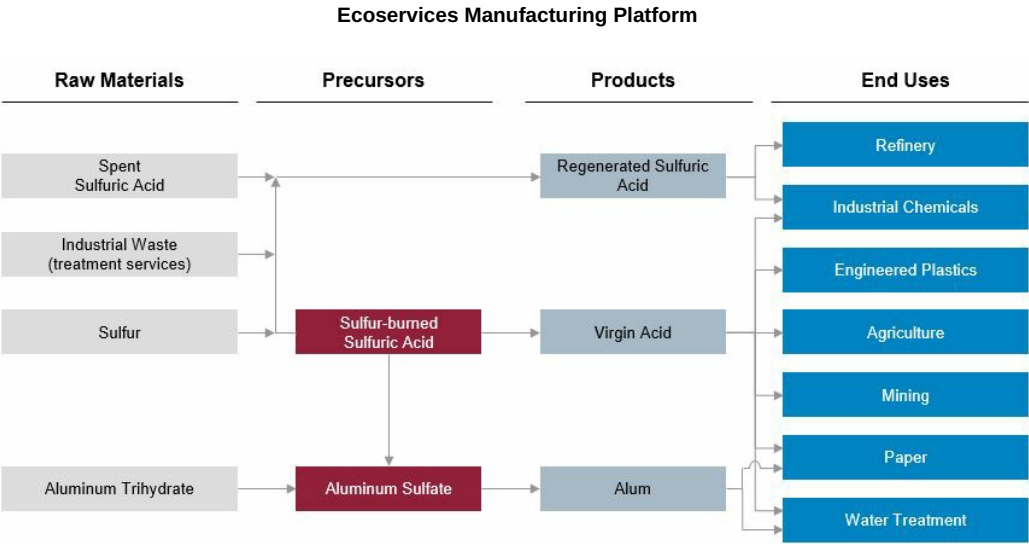 Ecoservices Manufacturing Platform
Raw Materials
Precursors
Products
End Uses
Spent
Sulfuric Acid
Industrial Waste
(treatment services)
Sulfur
Aluminum Trihydrate
Sulfur-burned
Sulfuric Acid
Aluminum Sulfate
Regenerated Sulfuric
Acid
Virgin Acid
Alum
Refinery
Industrial Chemicals
Engineered Plastics
Agriculture
Mining
Paper
Water Treatment